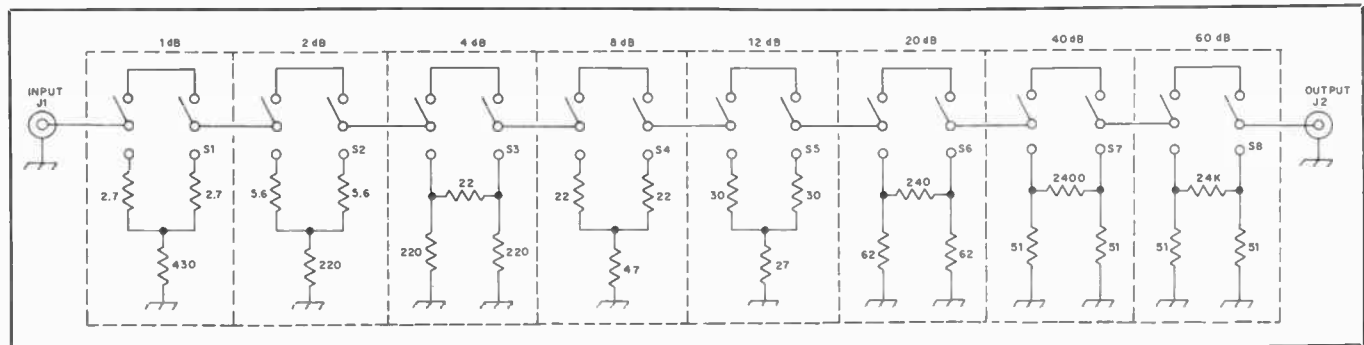 1 dB 2 dB 4 dB 8 dB 12 dB 20 dB 40 dB 60 dB
INPUT
J1
OUTPUT
J2
S1 S2 S3 S4 S5 S6 S7 S8
2.7 2.7 5.6 5.6 22 22 22 30 30 240 2400 24K
430 220 220 220 47 27 62 62 51 51 51 51